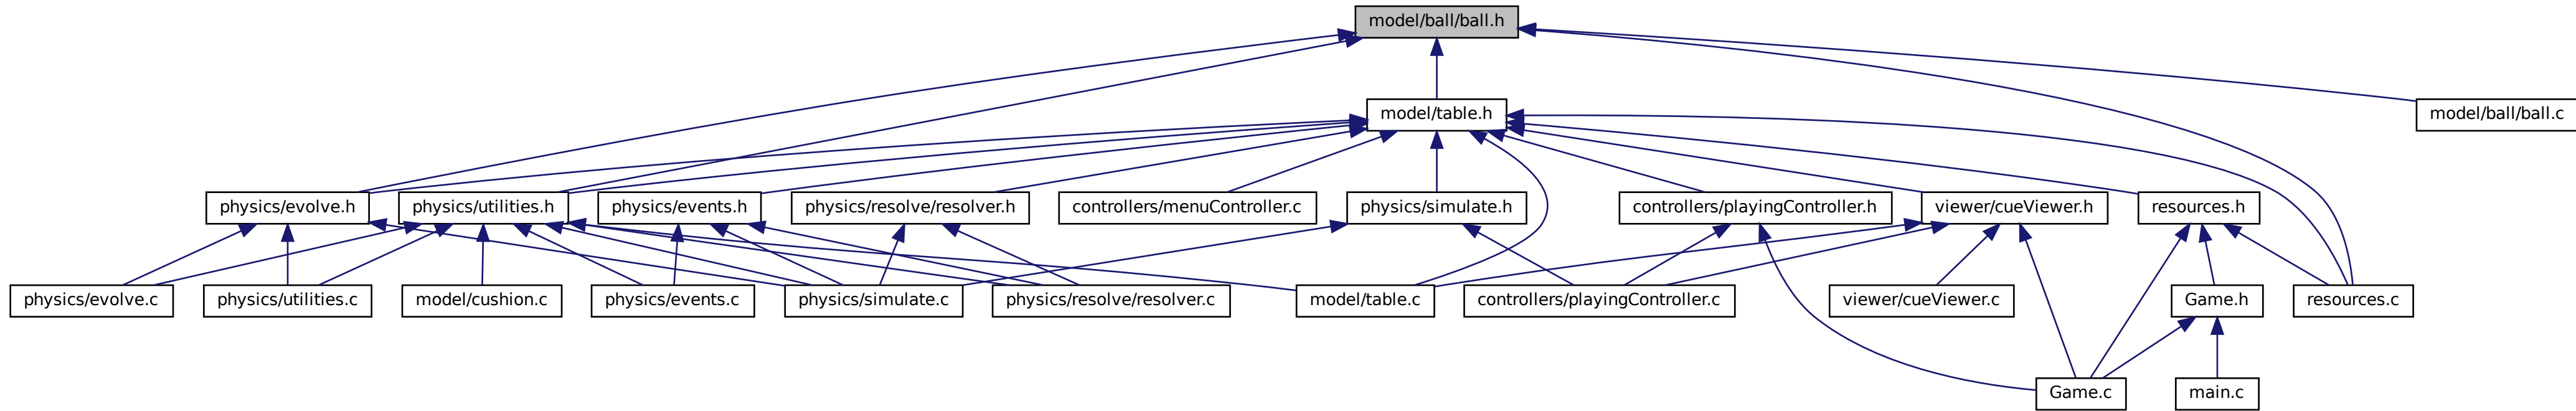 model/ball/ball.h
model/table.h
model/ball/ball.c
physics/evolve.h
physics/utilities.h
physics/events.h
physics/resolve/resolver.h
controllers/menuController.c
physics/simulate.h
controllers/playingController.h
viewer/cueViewer.h
resources.h
physics/evolve.c
physics/utilities.c
model/cushion.c
physics/events.c
physics/simulate.c
physics/resolve/resolver.c
model/table.c
controllers/playingController.c
viewer/cueViewer.c
Game.h
resources.c
Game.c
main.c